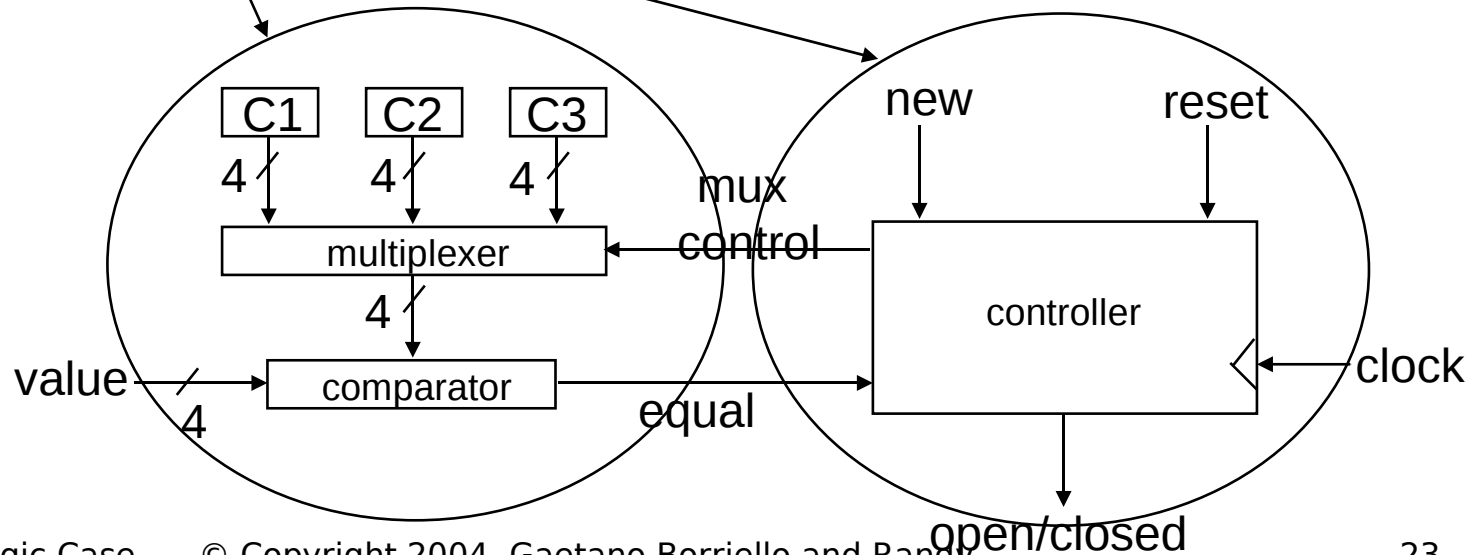 C1 C2 C3
new reset
4 4 4
mux
control
multiplexer
4
controller
value
comparator
clock
4
equal
open/closed
Case © Copyright 2004, Gaetano Borriello and Randy 23